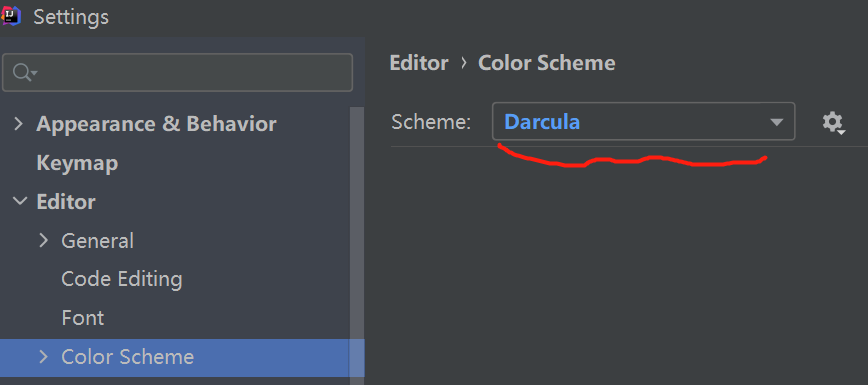 Settings
Editor › Color Scheme
Scheme: Darcula
Appearance & Behavior
Keymap
Editor
General
Code Editing
Font
Color Scheme